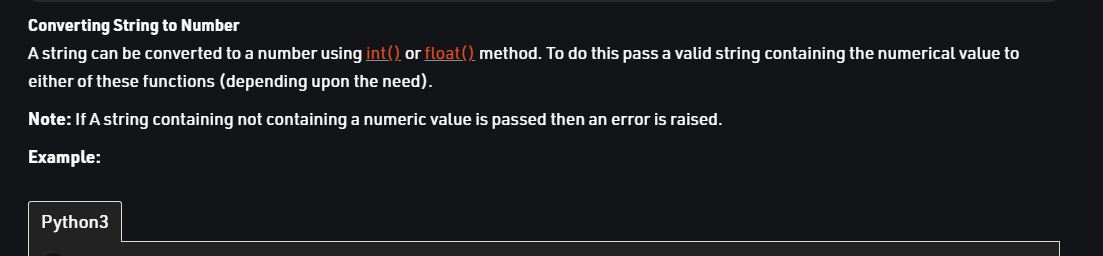 Converting String to Number
A string can be converted to a number using int() or float() method. To do this pass a valid string containing the numerical value to
either of these functions (depending upon the need).
Note: If A string containing not containing a numeric value is passed then an error is raised.
Example:
Python3